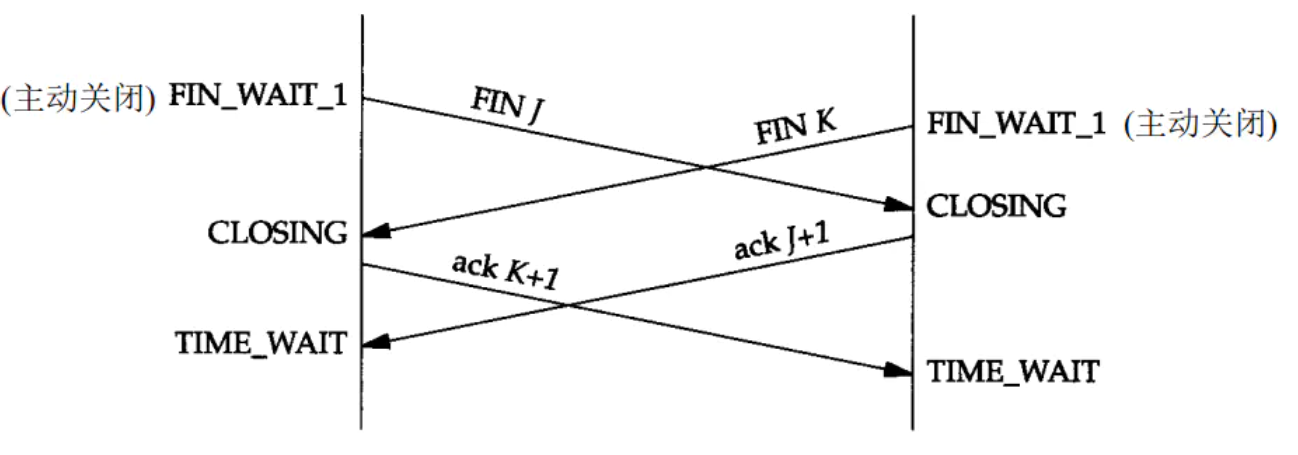 (主动关闭) FIN_WAIT_1
FIN J
FIN K
FIN_WAIT_1 (主动关闭)
CLOSING
CLOSING
ack J+1
ack K+1
TIME_WAIT
TIME_WAIT